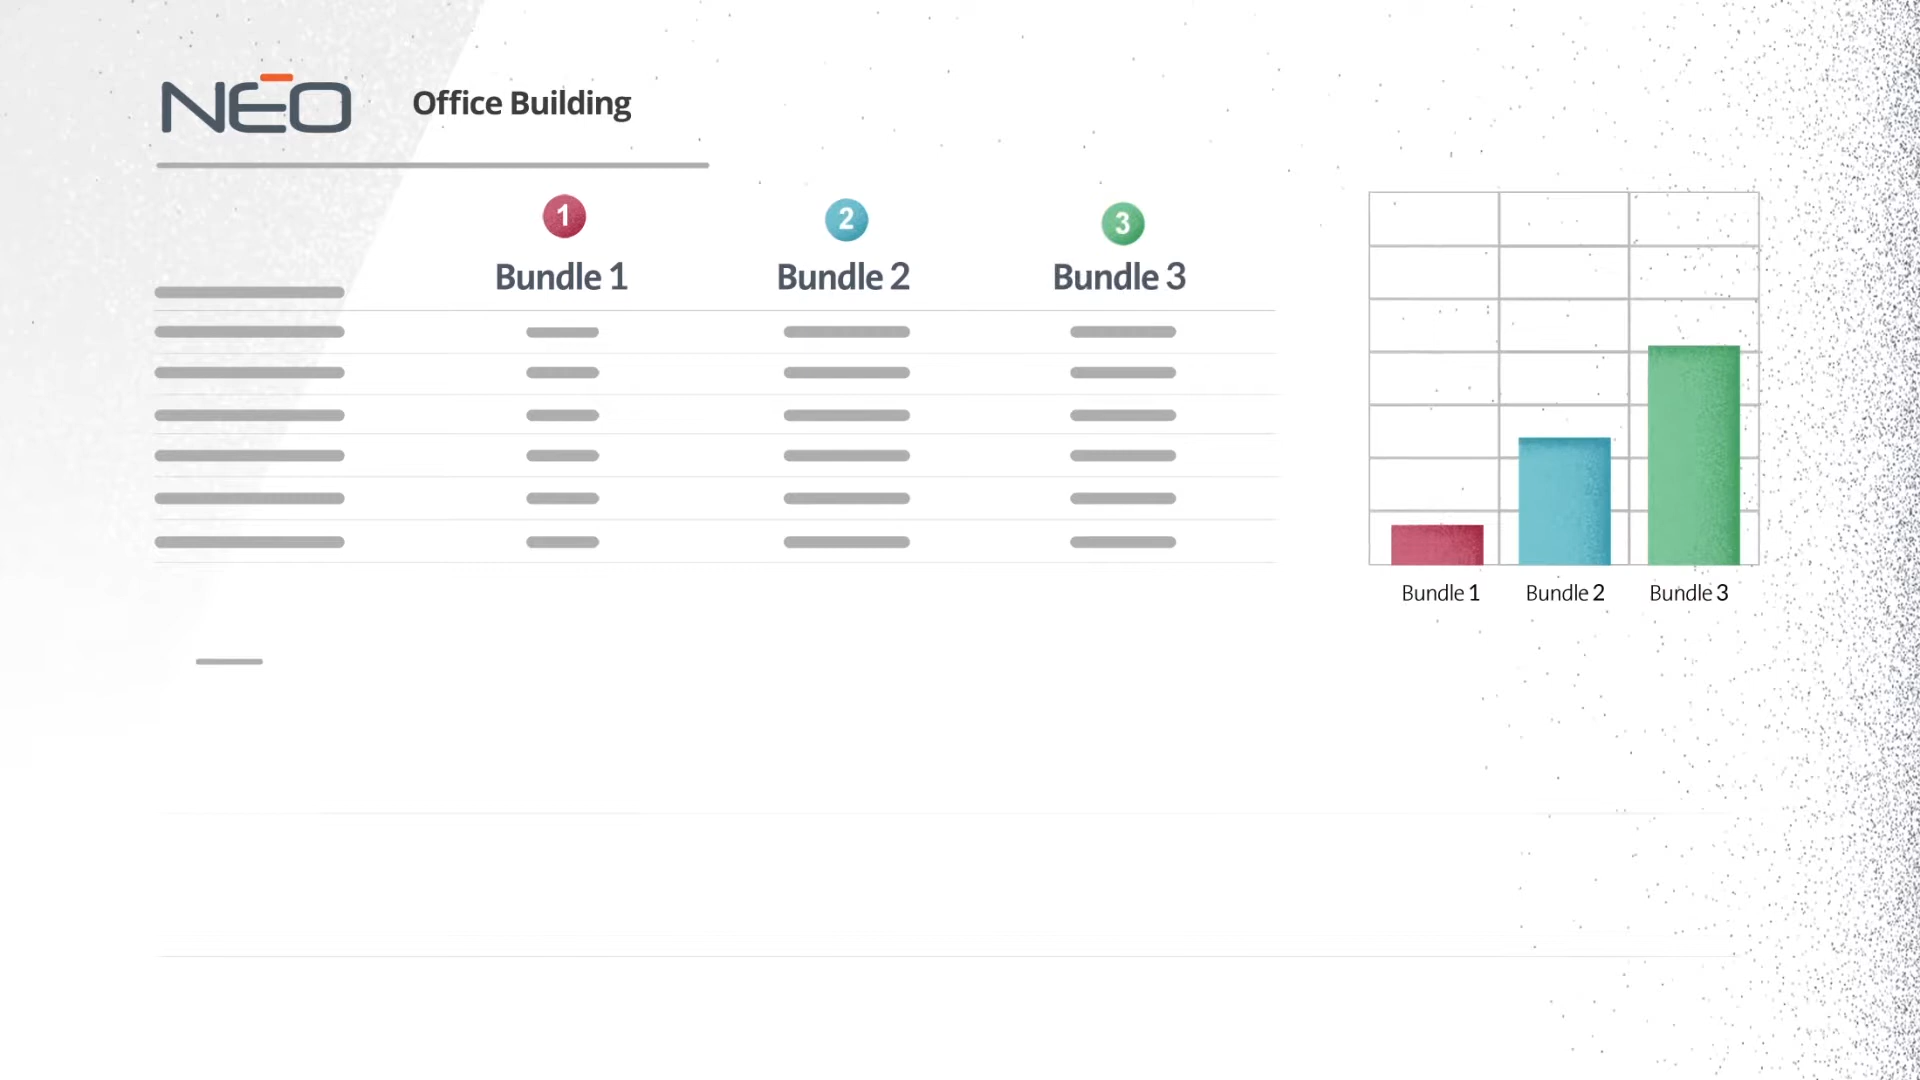 NEO
Office Building
1
2
3
Bundle 1
Bundle 2
Bundle 3
Bundle 1
Bundle 2
Bundle 3